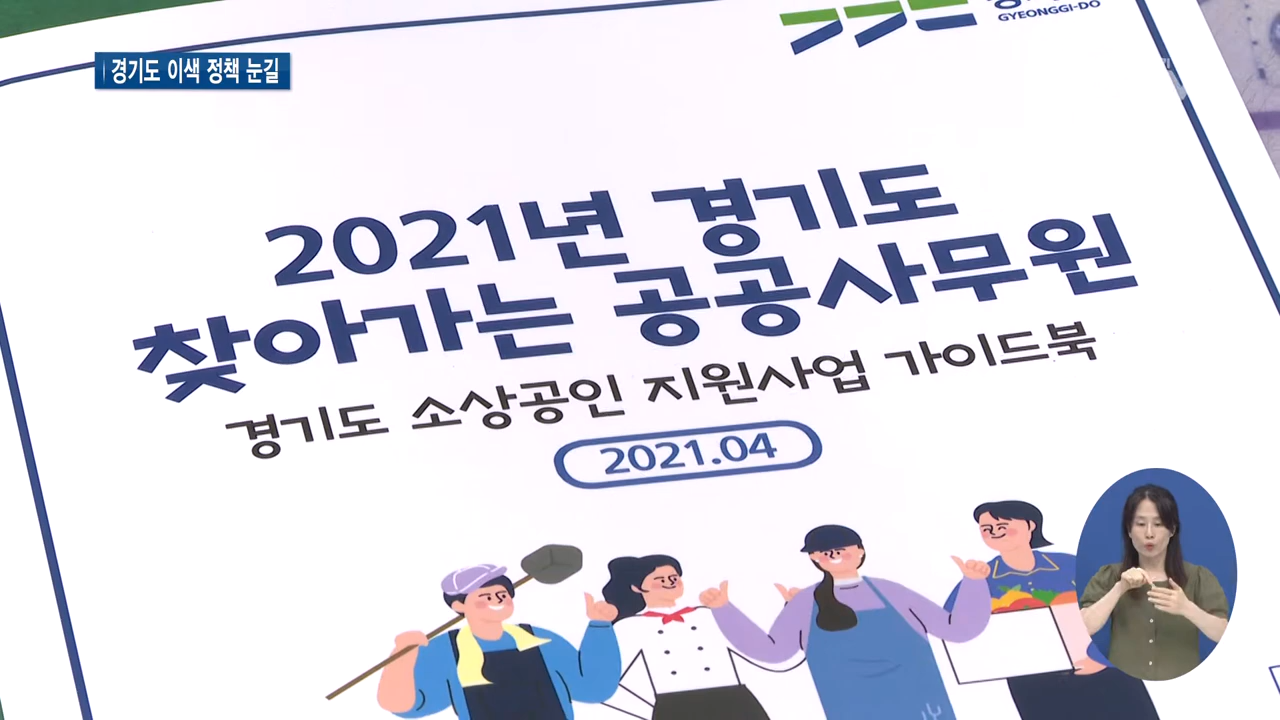 경기도 이색 정책 눈길
GYEONGGI-DO
2021년 경기도
찾아가는 공공사무원
경기도 소상공인 지원사업 가이드북
2021.04